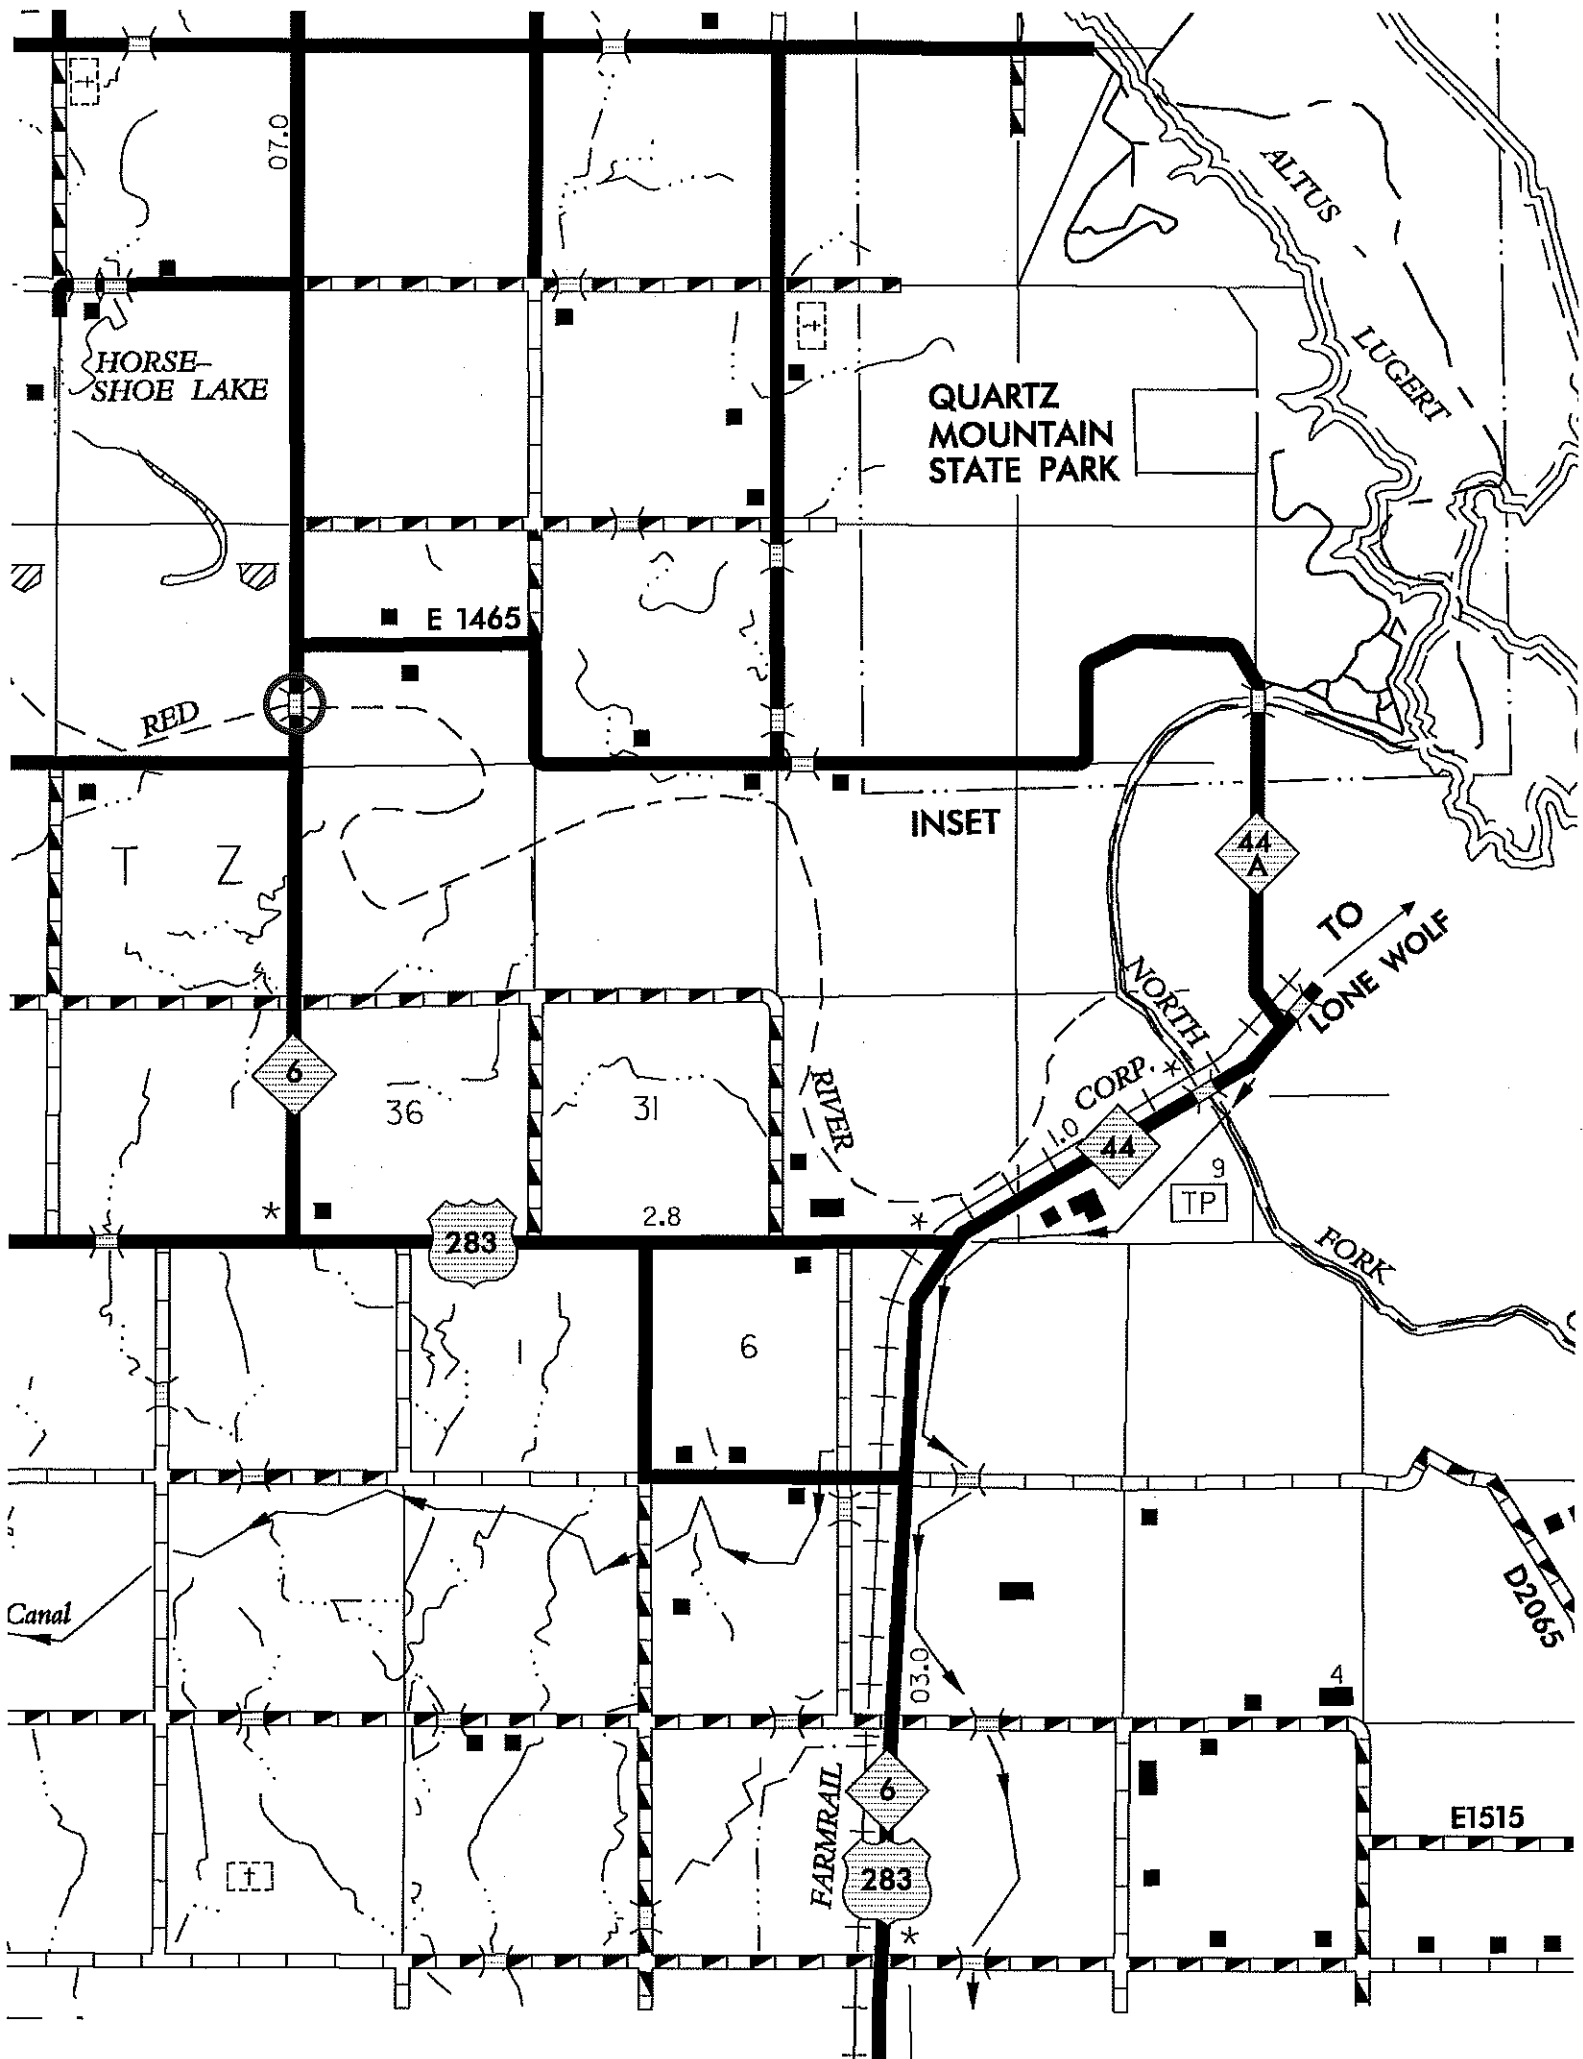 07.0
ALTUS
LUGERT
HORSE-
SHOE LAKE
QUARTZ
MOUNTAIN
STATE PARK
E 1465
RED
INSET
T Z
44
A
TO
LONE WOLF
NORTH
6
36
31
RIVER
1.0
CORP.
44
9
TP
2.8
283
FORK
1
6
Canal
03.0
D2065
4
FARMRAIL
6
E1515
283